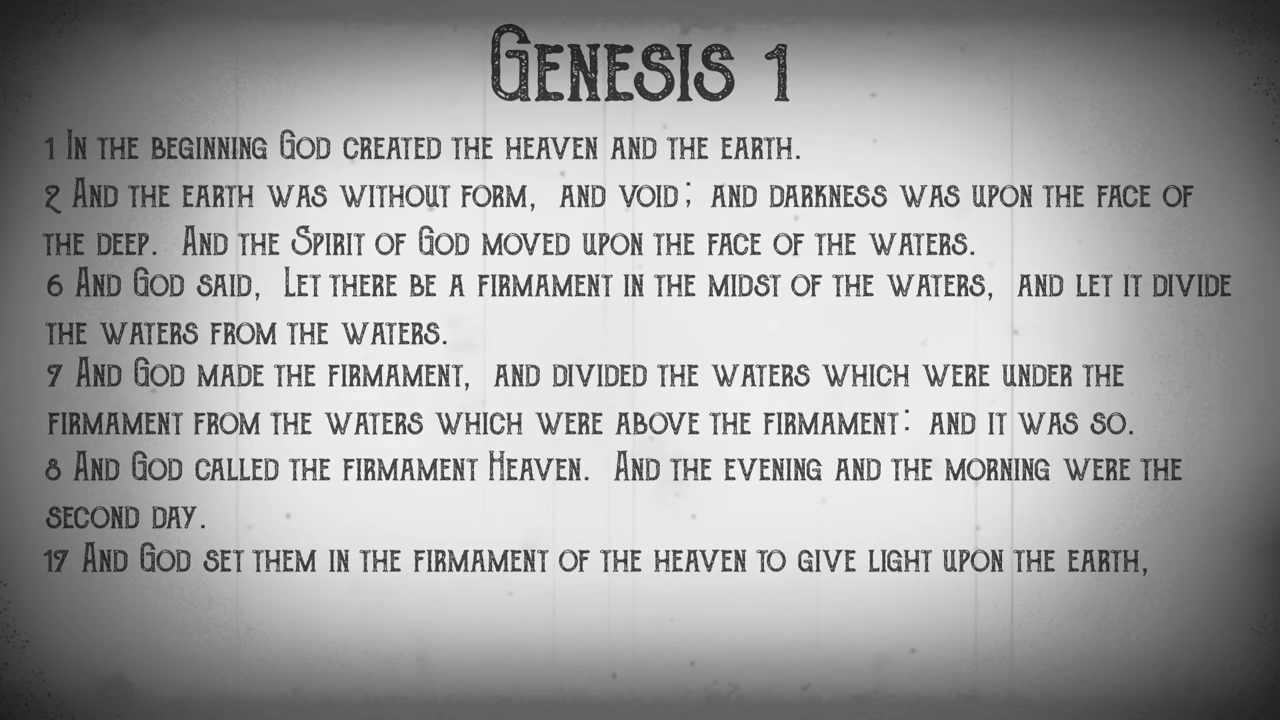 Genesis 1
1 In the beginning God created the heaven and the earth.
2 And the earth was without form, and void; and darkness was upon the face of
the deep. And the Spirit of God moved upon the face of the waters.
6 And God said, Let there be a firmament in the midst of the waters, and let it divide
the waters from the waters.
7 And God made the firmament, and divided the waters which were under the
firmament from the waters which were above the firmament: and it was so.
8 And God called the firmament Heaven. And the evening and the morning were the
second day.
17 And God set them in the firmament of the heaven to give light upon the earth,